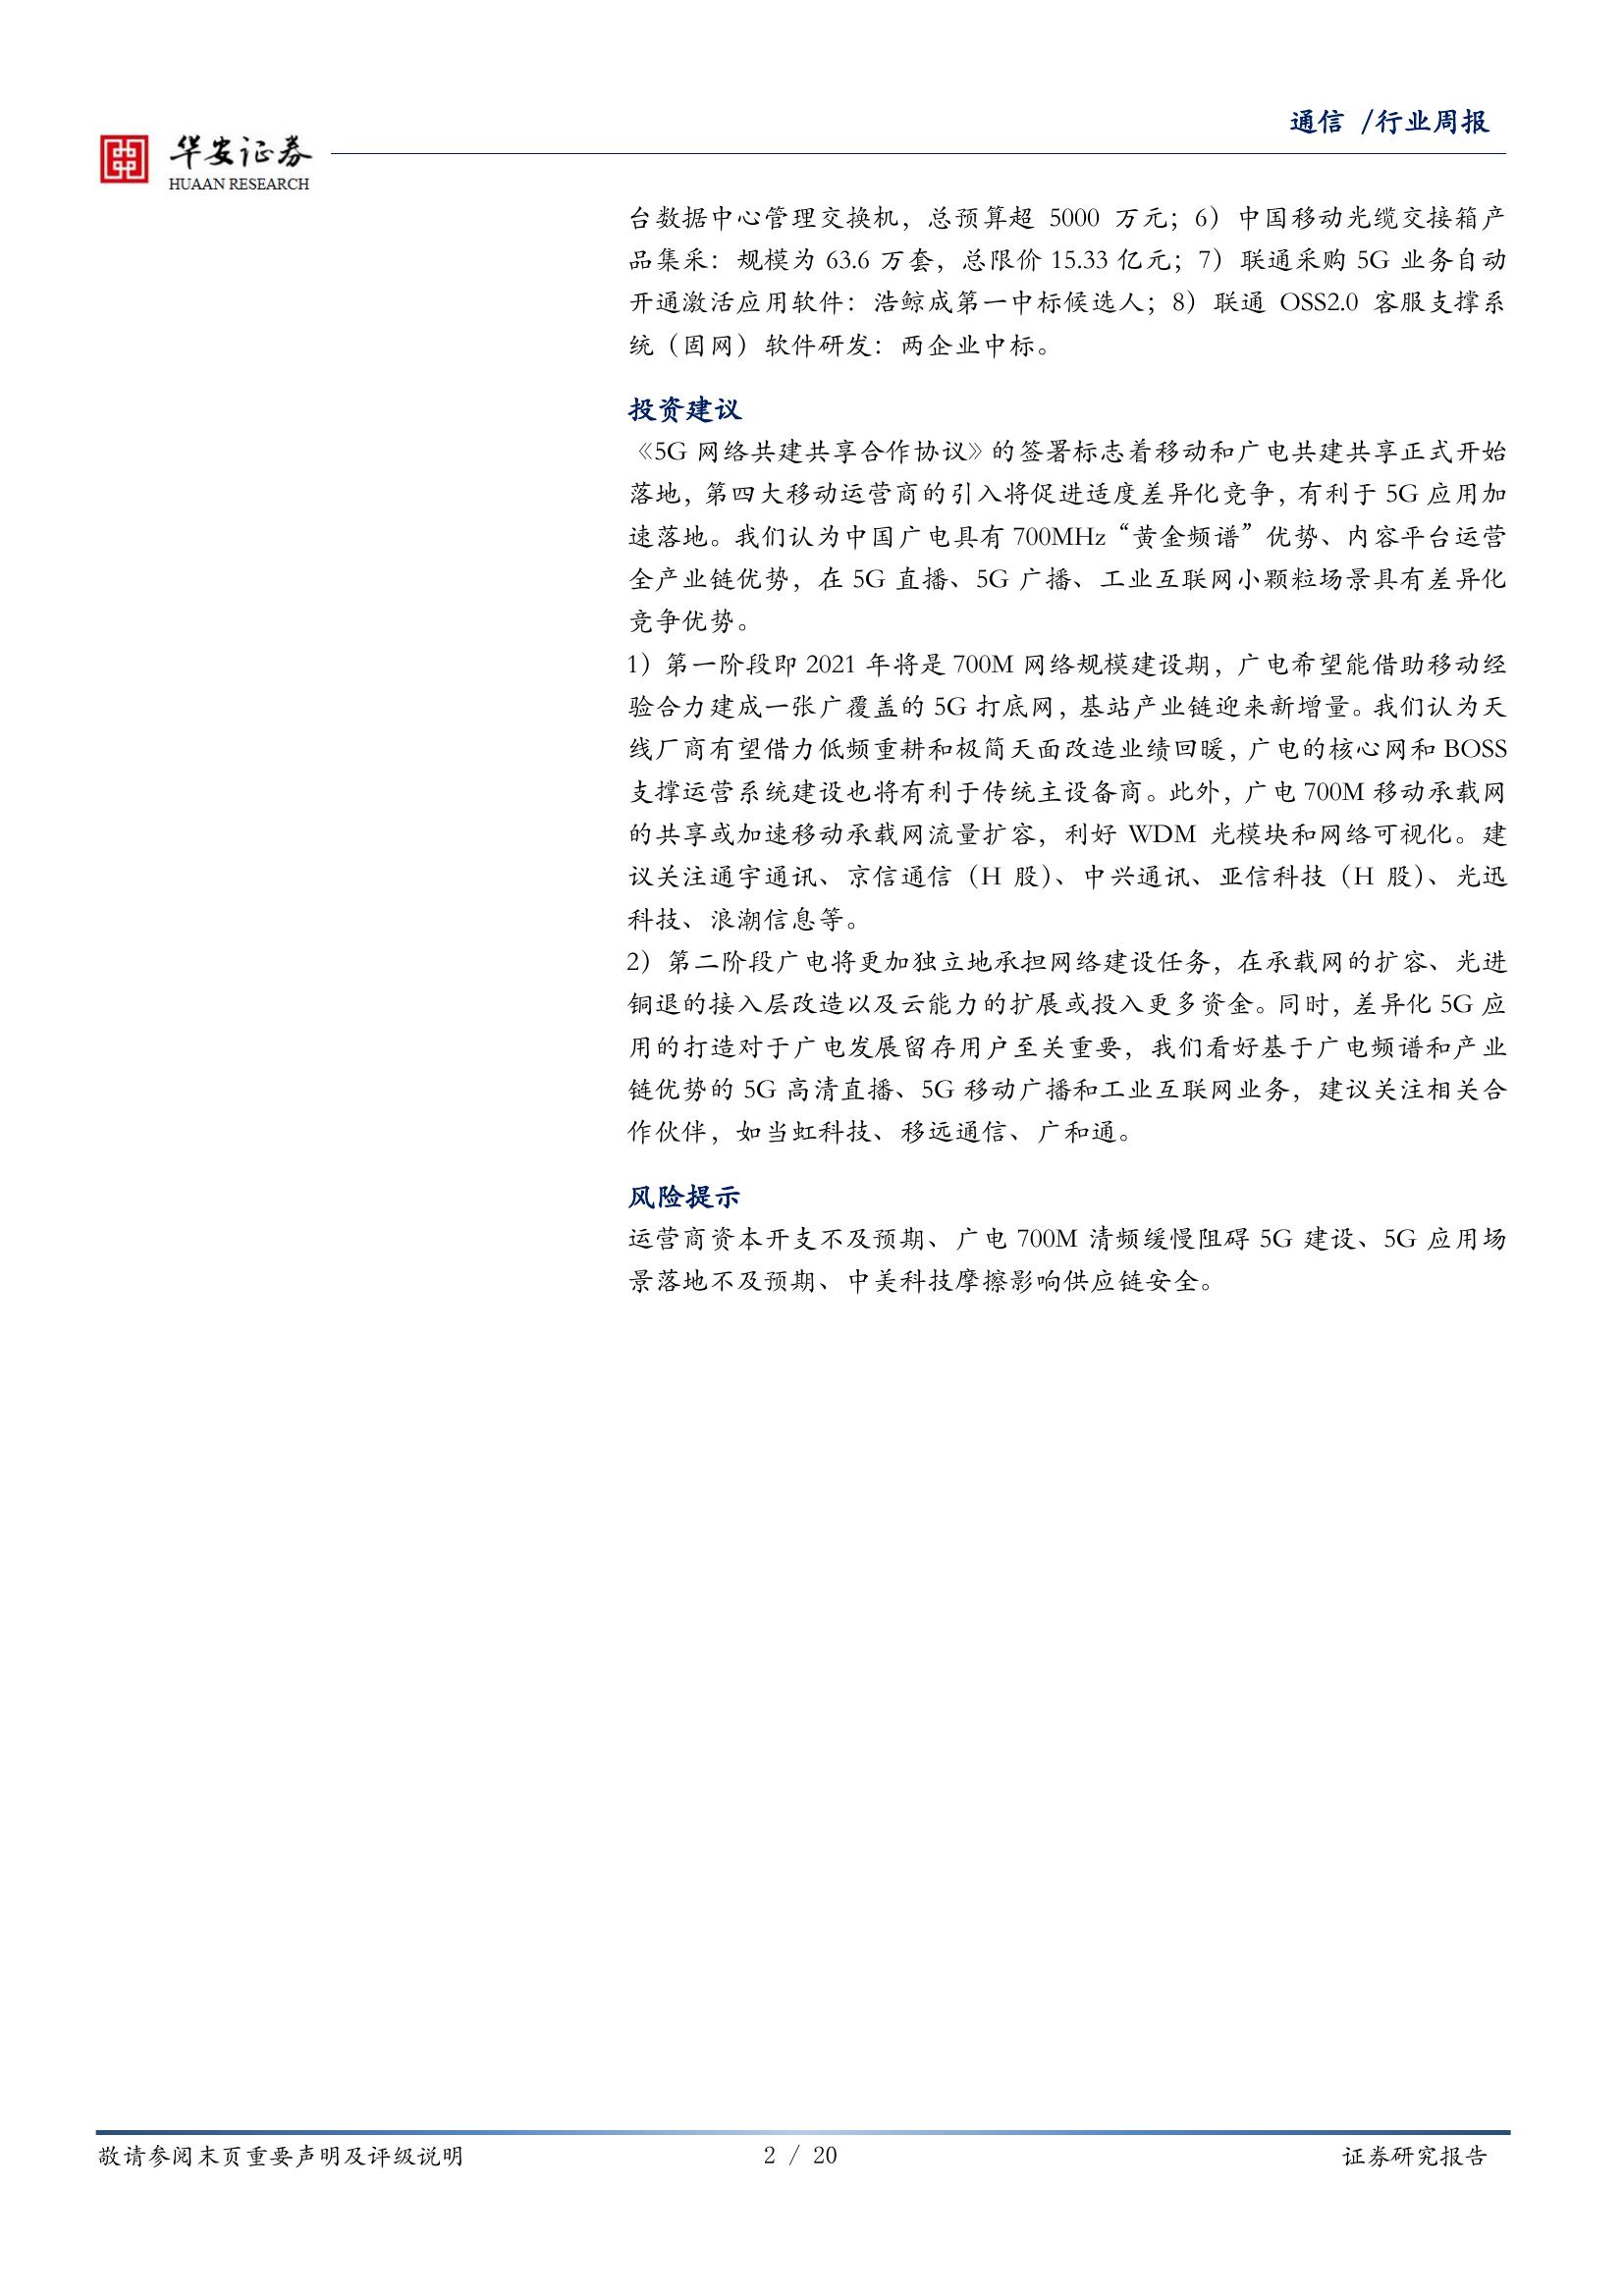 通信 /行业周报
华安证券
HUAAN RESEARCH
台数据中心管理交换机，总预算超 5000 万元；6）中国移动光缆交接箱产
品集采：规模为 63.6 万套，总限价 15.33 亿元；7）联通采购 5G 业务自动
开通激活应用软件：浩鲸成第一中标候选人；8）联通 OSS2.0 客服支撑系
统（固网）软件研发：两企业中标。
投资建议
《5G 网络共建共享合作协议》的签署标志着移动和广电共建共享正式开始
落地，第四大移动运营商的引入将促进适度差异化竞争，有利于 5G 应用加
速落地。我们认为中国广电具有 700MHz“黄金频谱”优势、内容平台运营
全产业链优势，在 5G 直播、5G 广播、工业互联网小颗粒场景具有差异化
竞争优势。
1）第一阶段即 2021 年将是 700M 网络规模建设期，广电希望能借助移动经
验合力建成一张广覆盖的 5G 打底网，基站产业链迎来新增量。我们认为天
线厂商有望借力低频重耕和极简天面改造业绩回暖，广电的核心网和 BOSS
支撑运营系统建设也将有利于传统主设备商。此外，广电 700M 移动承载网
的共享或加速移动承载网流量扩容，利好 WDM 光模块和网络可视化。建
议关注通宇通讯、京信通信（H 股）、中兴通讯、亚信科技（H 股）、光迅
科技、浪潮信息等。
2）第二阶段广电将更加独立地承担网络建设任务，在承载网的扩容、光进
铜退的接入层改造以及云能力的扩展或投入更多资金。同时，差异化 5G 应
用的打造对于广电发展留存用户至关重要，我们看好基于广电频谱和产业
链优势的 5G 高清直播、5G 移动广播和工业互联网业务，建议关注相关合
作伙伴，如当虹科技、移远通信、广和通。
风险提示
运营商资本开支不及预期、广电 700M 清频缓慢阻碍 5G 建设、5G 应用场
景落地不及预期、中美科技摩擦影响供应链安全。
敬请参阅末页重要声明及评级说明
2 / 20
证券研究报告